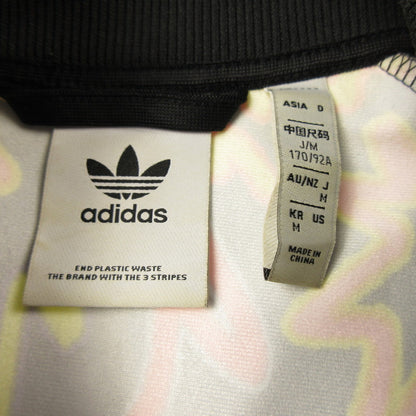 adidas
END PLASTIC WASTE
THE BRAND WITH THE 3 STRIPES
ASIA D
中国尺码
J/M
170/92A
AU/NZ J
M
KR US
M
MADE IN
CHINA